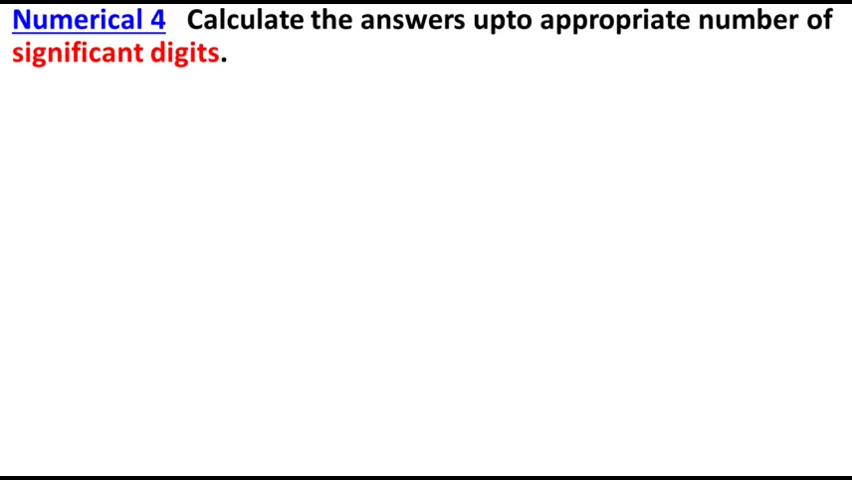 Numerical 4 Calculate the answers upto appropriate number of
significant digits.